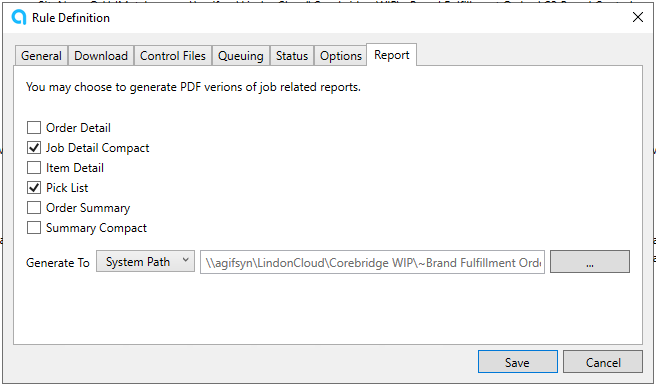 Rule Definition
General Download Control Files Queuing Status Options Report
You may choose to generate PDF verions of job related reports.
Order Detail
Job Detail Compact
Item Detail
Pick List
Order Summary
Summary Compact
Generate To System Path \\agifsyn\LindonCloud\Corebridge WIP\~Brand Fulfillment Orde ...
Save Cancel